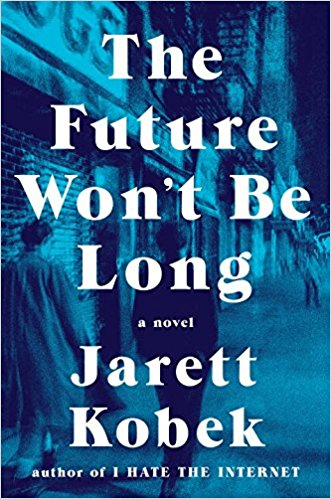 The
Future
Won't Be
Long
a novel
Jarett
Kobek
author of I HATE THE INTERNET